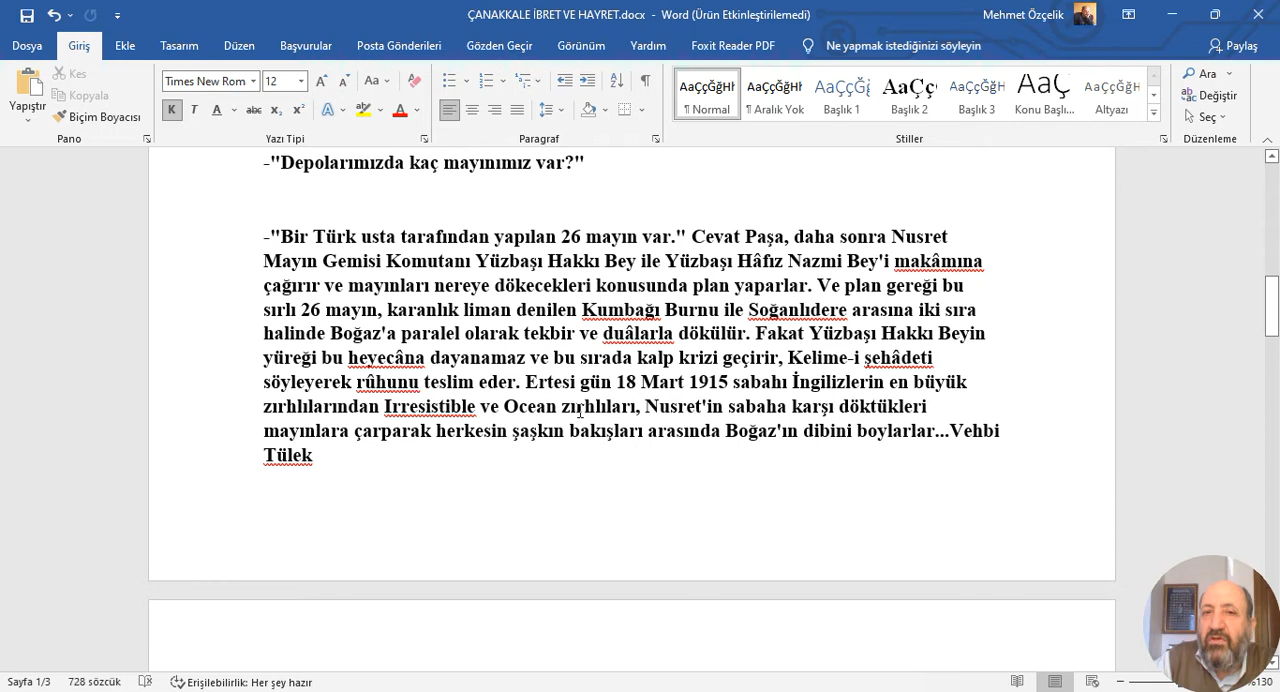 ÇANAKKALE İBRET VE HAYRET.docx - Word (Ürün Etkinleştirilemedi)
Mehmet Özçelik
Dosya Giriş Ekle Tasarım Düzen Başvurular Posta Gönderileri Gözden Geçir Görünüm Yardım Foxit Reader PDF Ne yapmak istediğinizi söyleyin Paylaş
Yapıştır
Kes
Kopyala
Biçim Boyacısı
Pano
Times New Rom 12
K T A abc x₂ x²
Yazı Tipi
Paragraf
AaÇçĞğHł AaÇçĞğHł AaÇçĞğ AaÇç AaÇçĞğH AaÇ AaÇçĞğH
¶ Normal ¶ Aralık Yok Başlık 1 Başlık 2 Başlık 3 Konu Başlı... Altyazı
Stiller
Ara
Değiştir
Seç
Düzenleme
-"Depolarımızda kaç mayınımız var?"
-"Bir Türk usta tarafından yapılan 26 mayın var." Cevat Paşa, daha sonra Nusret
Mayın Gemisi Komutanı Yüzbaşı Hakkı Bey ile Yüzbaşı Hâfız Nazmi Bey'i makâmına
çağırır ve mayınları nereye dökecekleri konusunda plan yaparlar. Ve plan gereği bu
sırlı 26 mayın, karanlık liman denilen Kumbağı Burnu ile Soğanlıdere arasına iki sıra
halinde Boğaz'a paralel olarak tekbir ve duâlarla dökülür. Fakat Yüzbaşı Hakkı Beyin
yüreği bu heyecâna dayanamaz ve bu sırada kalp krizi geçirir, Kelime-i şehâdeti
söyleyerek rûhunu teslim eder. Ertesi gün 18 Mart 1915 sabahı İngilizlerin en büyük
zırhlılarından Irresistible ve Ocean zırhlıları, Nusret'in sabaha karşı döktükleri
mayınlara çarparak herkesin şaşkın bakışları arasında Boğaz'ın dibini boylarlar...Vehbi
Tülek
Sayfa 1/3 728 sözcük Erişilebilirlik: Her şey hazır %130